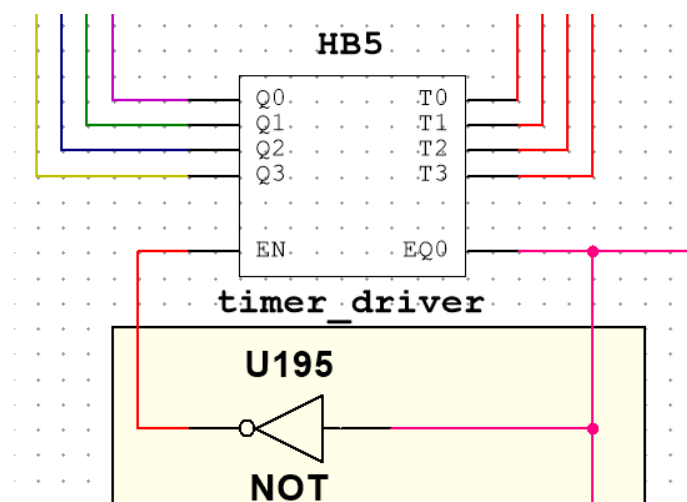 HB5
Q0 T0
Q1 T1
Q2 T2
Q3 T3
EN EQ0
timer_driver
U195
NOT